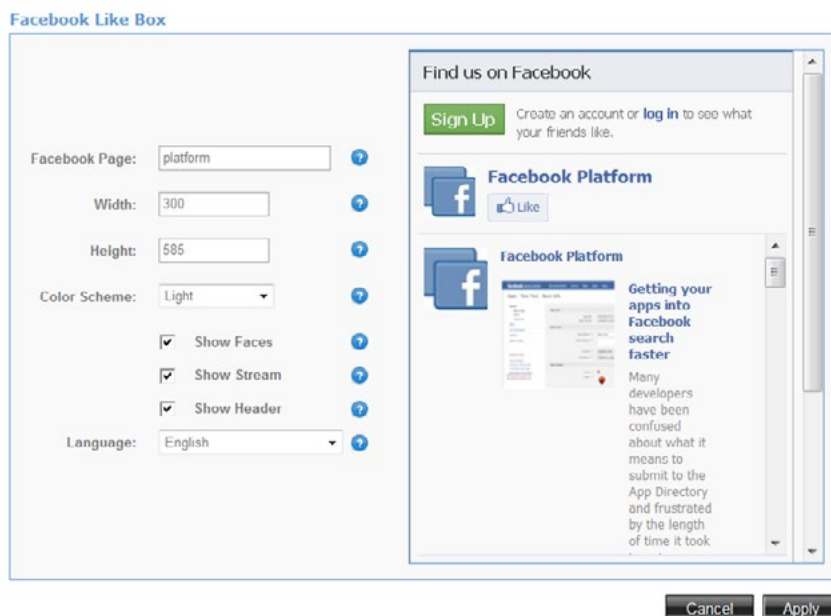 Facebook Like Box
Facebook Page:
platform
Width:
300
Height:
585
Color Scheme:
Light
Show Faces
Show Stream
Show Header
Language:
English
Find us on Facebook
Sign Up
Create an account or log in to see what
your friends like.
Facebook Platform
Like
Facebook Platform
Getting your
apps into
Facebook
search
faster
Many
developers
have been
confused
about what it
means to
submit to the
App Directory
and frustrated
by the length
of time it took
Cancel
Apply